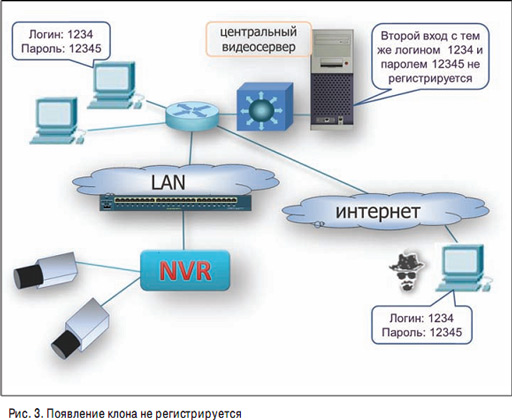 Логин: 1234
Пароль: 12345
центральный
видеосервер
Второй вход с тем
же логином 1234 и
паролем 12345 не
регистрируется
LAN
интернет
NVR
Логин: 1234
Пароль: 12345
Рис. 3. Появление клона не регистрируется